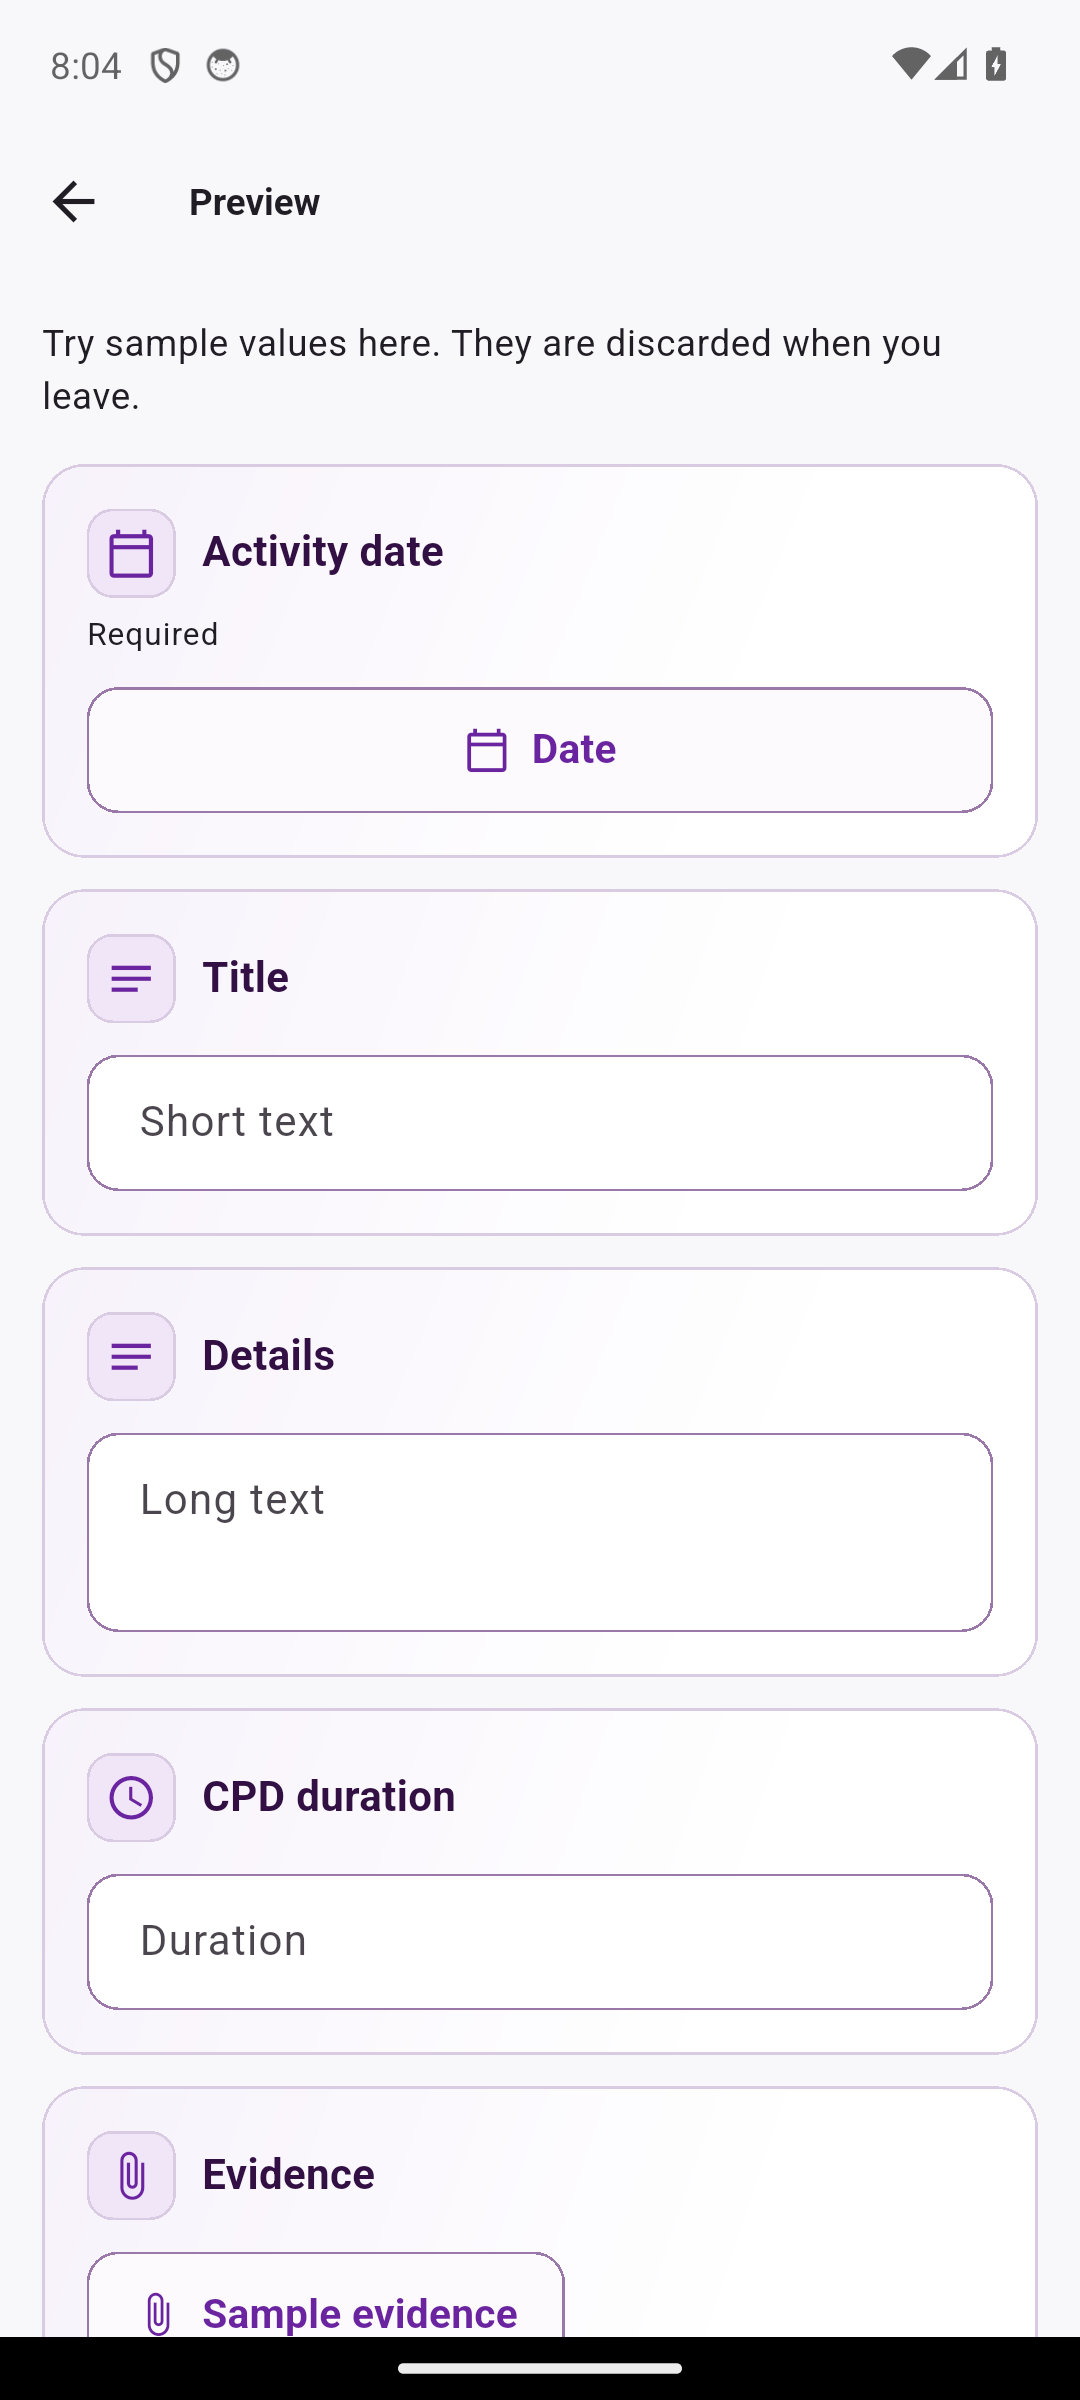 8:04
Preview
Try sample values here. They are discarded when you
leave.
Activity date
Required
Date
Title
Short text
Details
Long text
CPD duration
Duration
Evidence
Sample evidence